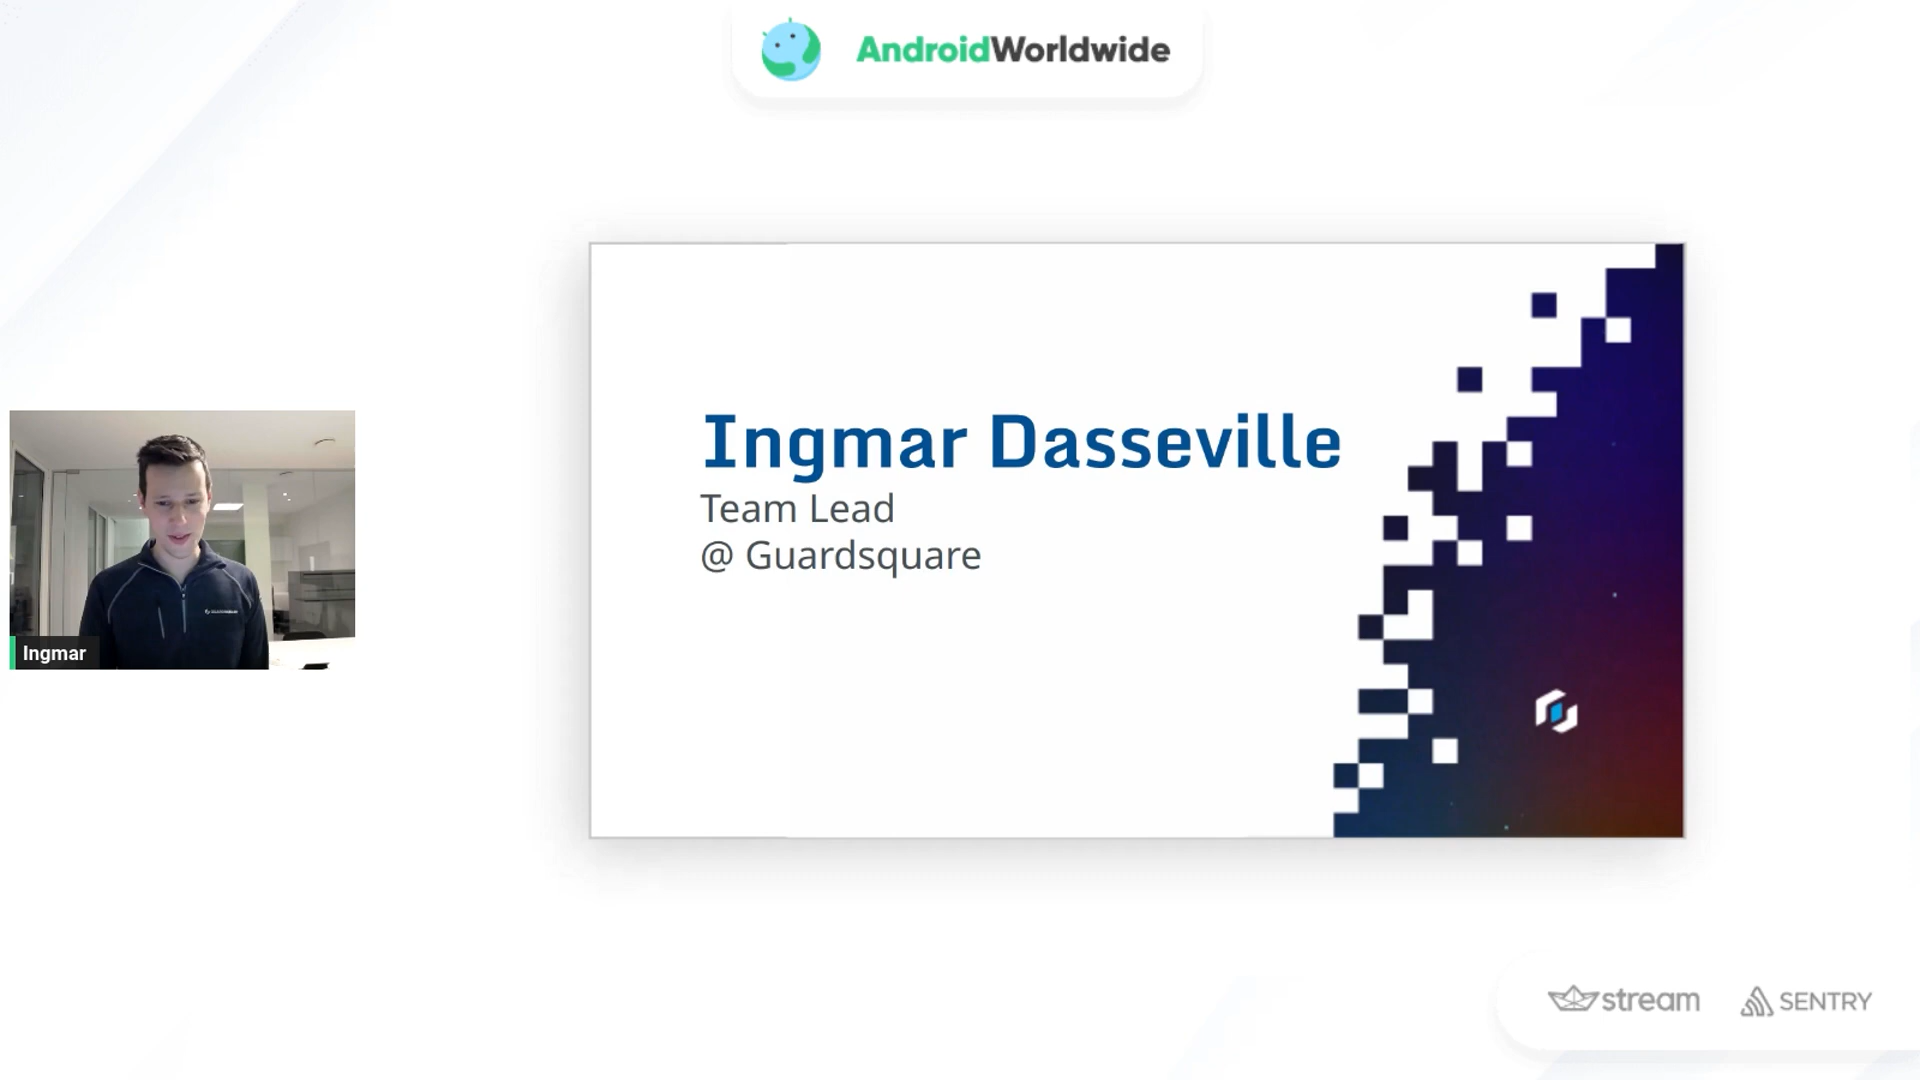 AndroidWorldwide
Ingmar Dasseville
Team Lead
@ Guardsquare
Ingmar
stream
SENTRY